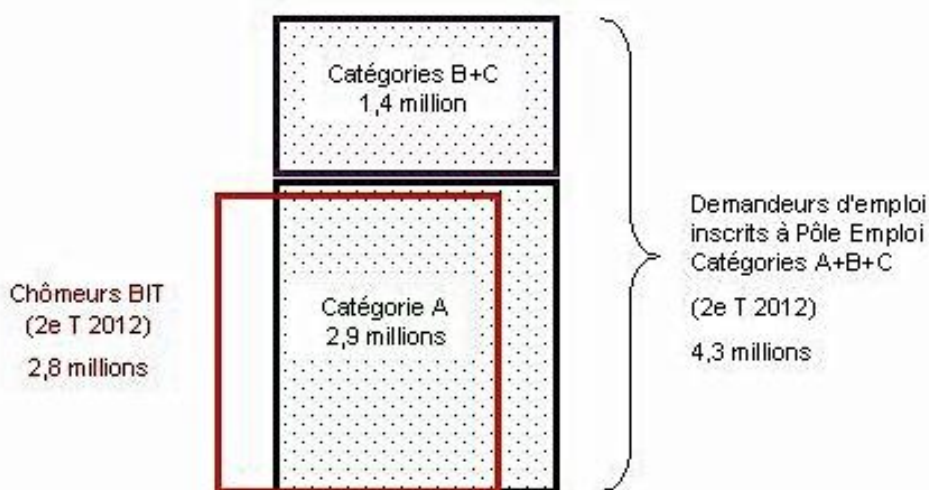 Catégories B+C
1,4 million
Demandeurs d'emploi
inscrits à Pôle Emploi
Catégories A+B+C
(2e T 2012)
4,3 millions
Chômeurs BIT
(2e T 2012)
2,8 millions
Catégorie A
2,9 millions